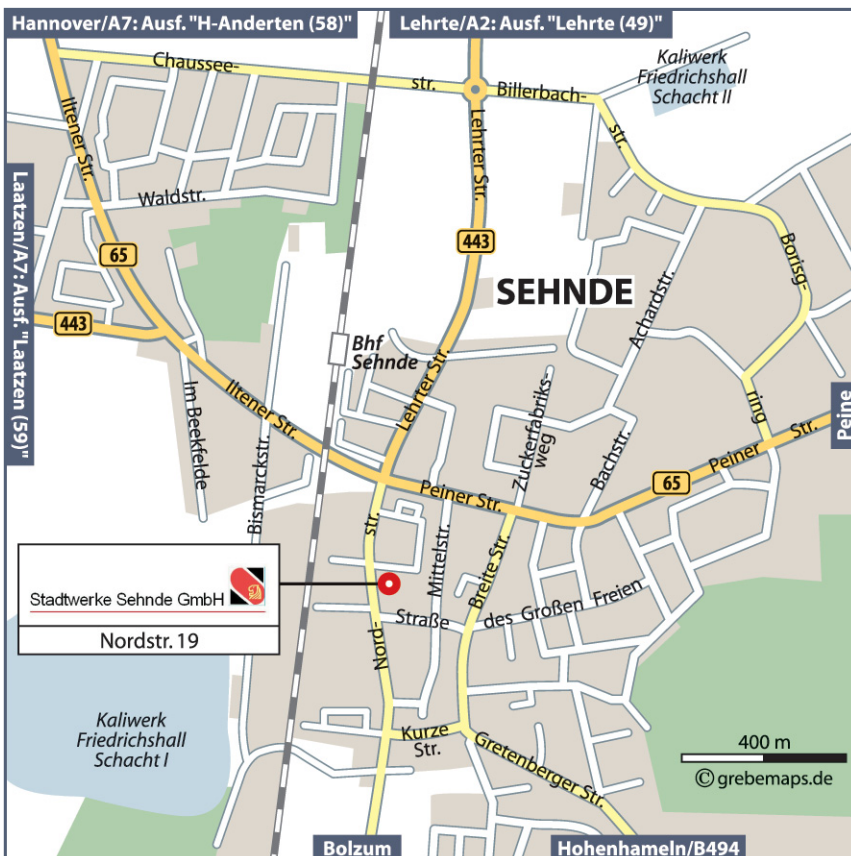 Hannover/A7: Ausf. "H-Anderten (58)"
Lehrte/A2: Ausf. "Lehrte (49)"
Chaussee-
str.
Billerbach-
str.
Kaliwerk
Friedrichshall
Schacht II
Iltener Str.
Lehrter Str.
Waldstr.
Laatzen/A7: Ausf. "Laatzen (59)"
65
443
443
SEHNDE
Borisg-
ring
Achardstr.
Bhf
Sehnde
Lehrter Str.
Iltener Str.
Im Beekfelde
Bismarckstr.
Zuckerfabriks-
weg
Bachstr.
Peine
Peiner Str.
65
Peiner Str.
Nord-
str.
Mittelstr.
Breite Str.
Stadtwerke Sehnde GmbH
Nordstr. 19
Straße des Großen Freien
Kaliwerk
Friedrichshall
Schacht I
Kurze
Str.
Gretenberger Str.
400 m
© grebemaps.de
Bolzum
Hohenhameln/B494